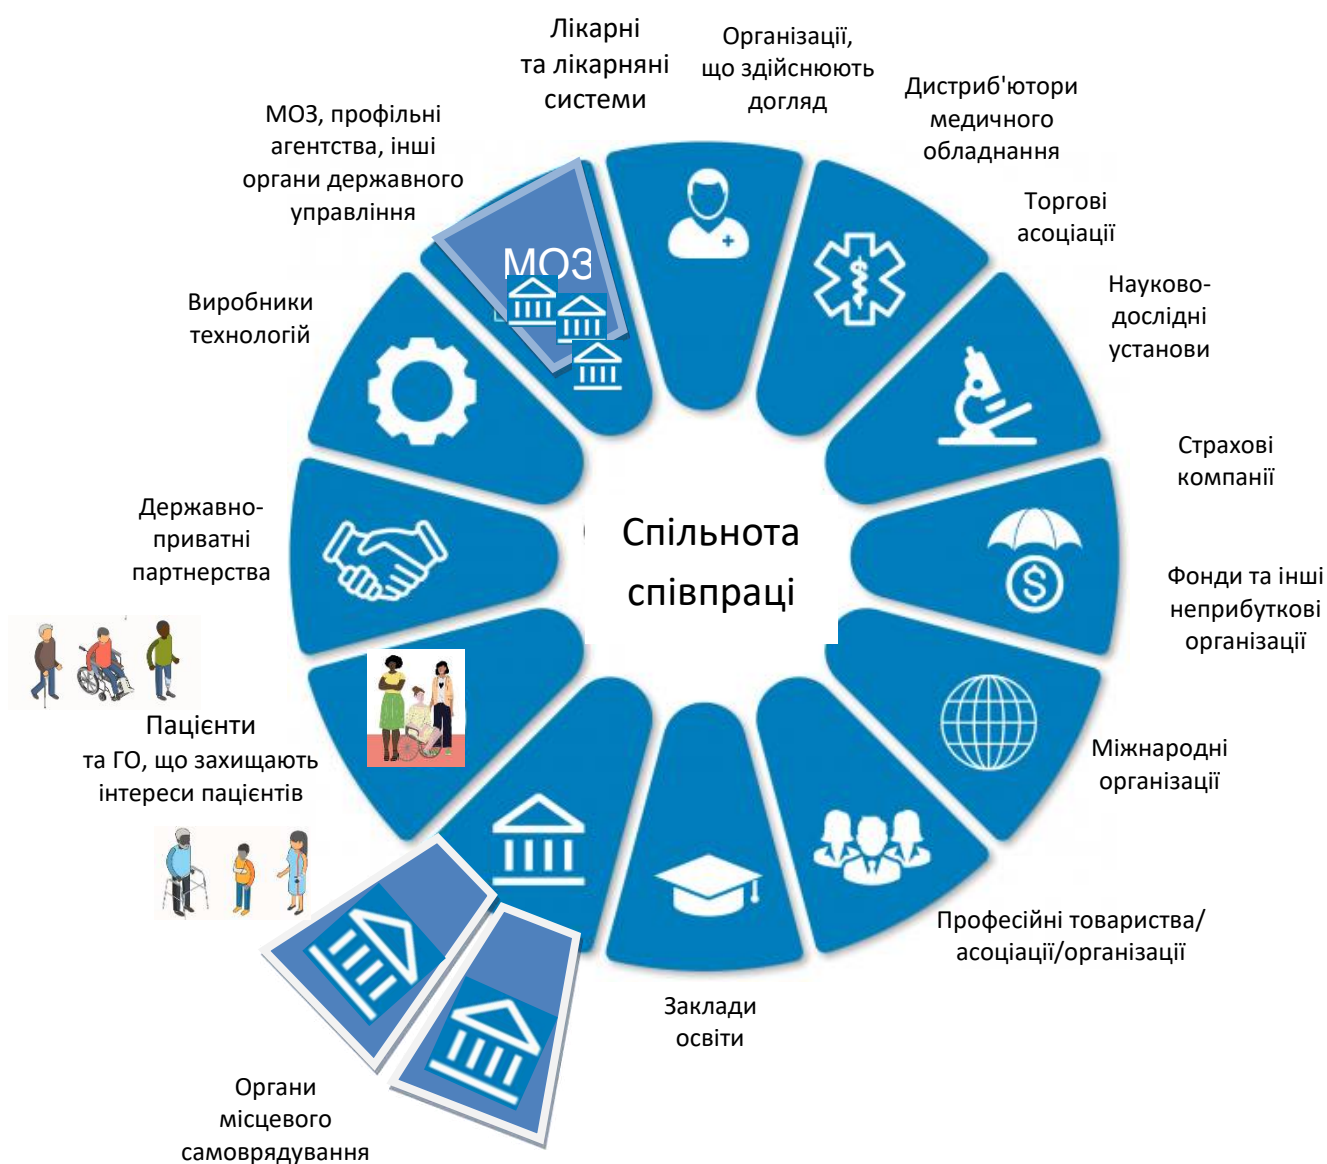 Лікарні
та лікарняні
системи
Організації,
що здійснюють
догляд
Дистриб'ютори
медичного
обладнання
Торгові
асоціації
Науково-
дослідні
установи
Страхові
компанії
Фонди та інші
неприбуткові
організації
Міжнародні
організації
Професійні товариства/
асоціації/організації
Заклади
освіти
Органи
місцевого
самоврядування
Пацієнти
та ГО, що захищають
інтереси пацієнтів
Державно-
приватні
партнерства
Виробники
технологій
МОЗ, профільні
агентства, інші
органи державного
управління
МОЗ
Спільнота
співпраці
$